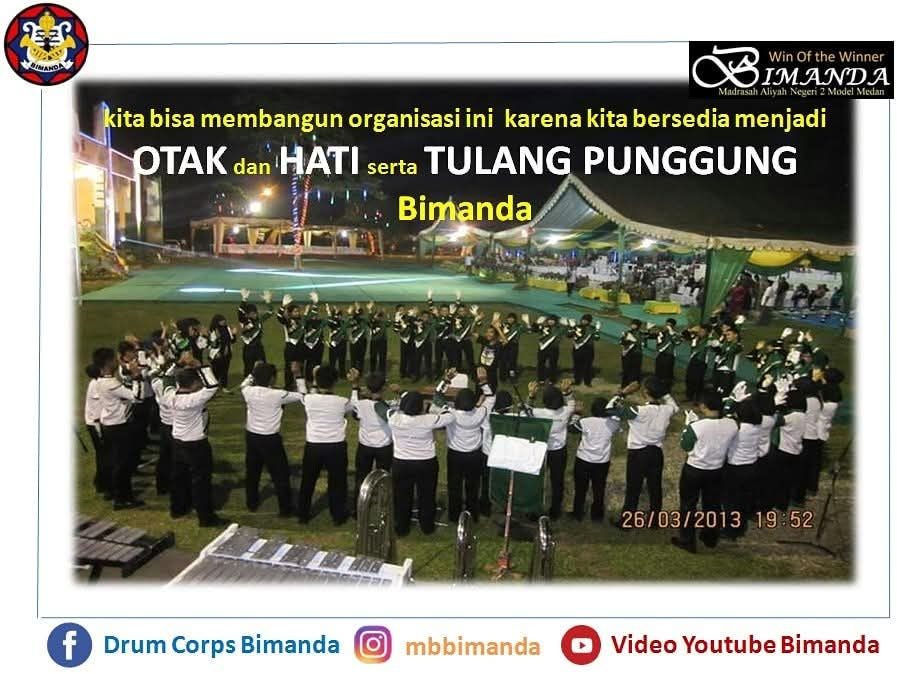 BIMANDA
Win Of the Winner
BIMANDA
Madrasah Aliyah Negeri 2 Model Medan
kita bisa membangun organisasi ini karena kita bersedia menjadi
OTAK dan HATI serta TULANG PUNGGUNG
Bimanda
26/03/2013 19:52
Drum Corps Bimanda mbbimanda Video Youtube Bimanda